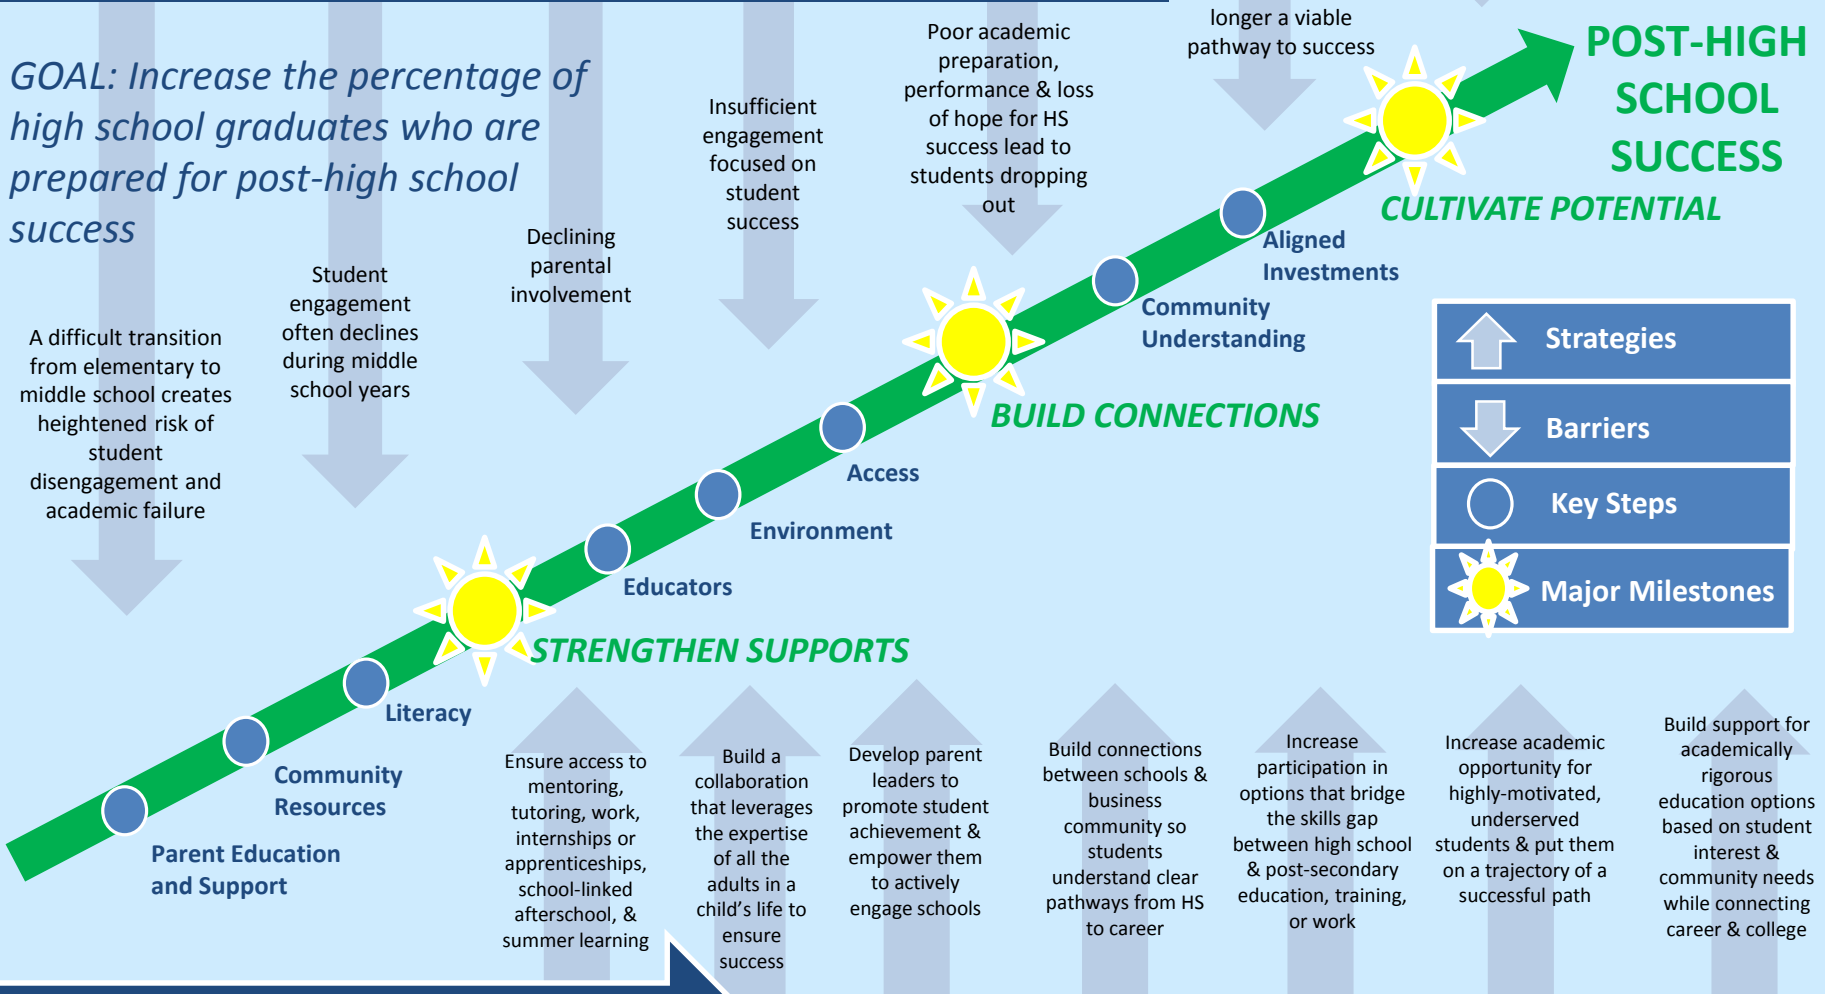 GOAL: Increase the percentage of
high school graduates who are
prepared for post-high school
success
A difficult transition
from elementary to
middle school creates
heightened risk of
student
disengagement and
academic failure
Student
engagement
often declines
during middle
school years
Declining
parental
involvement
Insufficient
engagement
focused on
student
success
Poor academic
preparation,
performance & loss
of hope for HS
success lead to
students dropping
out
longer a viable
pathway to success
POST-HIGH
SCHOOL
SUCCESS
CULTIVATE POTENTIAL
Aligned
Investments
Community
Understanding
BUILD CONNECTIONS
Access
Environment
Educators
STRENGTHEN SUPPORTS
Literacy
Community
Resources
Parent Education
and Support
Strategies
Barriers
Key Steps
Major Milestones
Ensure access to
mentoring,
tutoring, work,
internships or
apprenticeships,
school-linked
afterschool, &
summer learning
Build a
collaboration
that leverages
the expertise
of all the
adults in a
child's life to
ensure
success
Develop parent
leaders to
promote student
achievement &
empower them
to actively
engage schools
Build connections
between schools &
business
community so
students
understand clear
pathways from HS
to career
Increase
participation in
options that bridge
the skills gap
between high school
& post-secondary
education, training,
or work
Increase academic
opportunity for
highly-motivated,
underserved
students & put them
on a trajectory of a
successful path
Build support for
academically
rigorous
education options
based on student
interest &
community needs
while connecting
career & college